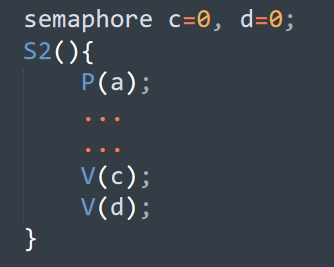 semaphore c=0, d=0;
S2(){
P(a);
...
...
V(c);
V(d);
}